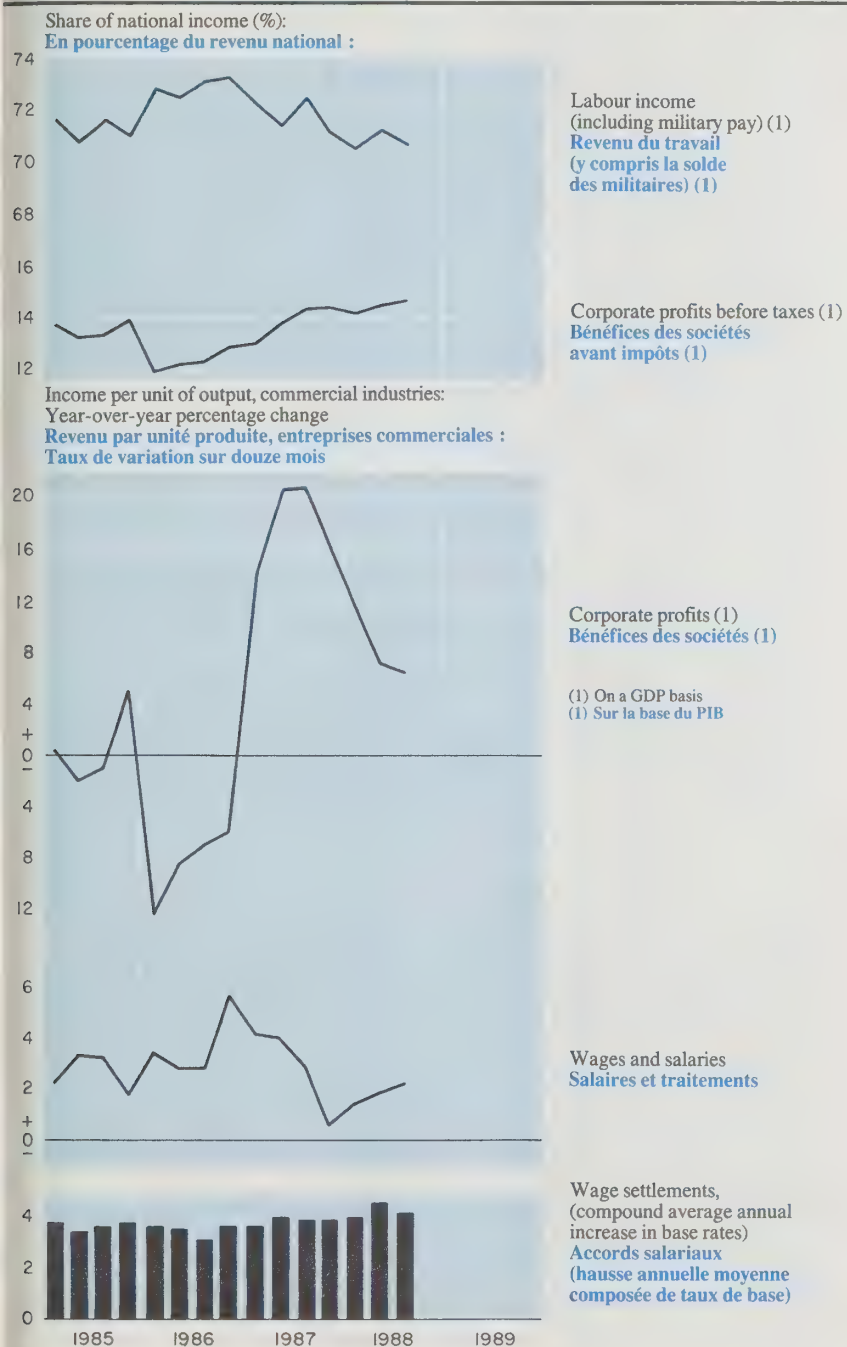 Share of national income (%):
En pourcentage du revenu national :
74
72
70
68
16
14
12
Labour income
(including military pay) (1)
Revenu du travail
(y compris la solde
des militaires) (1)
Corporate profits before taxes (1)
Bénéfices des sociétés
avant impôts (1)
Income per unit of output, commercial industries:
Year-over-year percentage change
Revenu par unité produite, entreprises commerciales :
Taux de variation sur douze mois
20
16
12
8
4
+
0
−
4
8
12
Corporate profits (1)
Bénéfices des sociétés (1)
(1) On a GDP basis
(1) Sur la base du PIB
6
4
2
+
0
−
Wages and salaries
Salaires et traitements
4
2
0
Wage settlements,
(compound average annual
increase in base rates)
Accords salariaux
(hausse annuelle moyenne
composée de taux de base)
1985 1986 1987 1988 1989